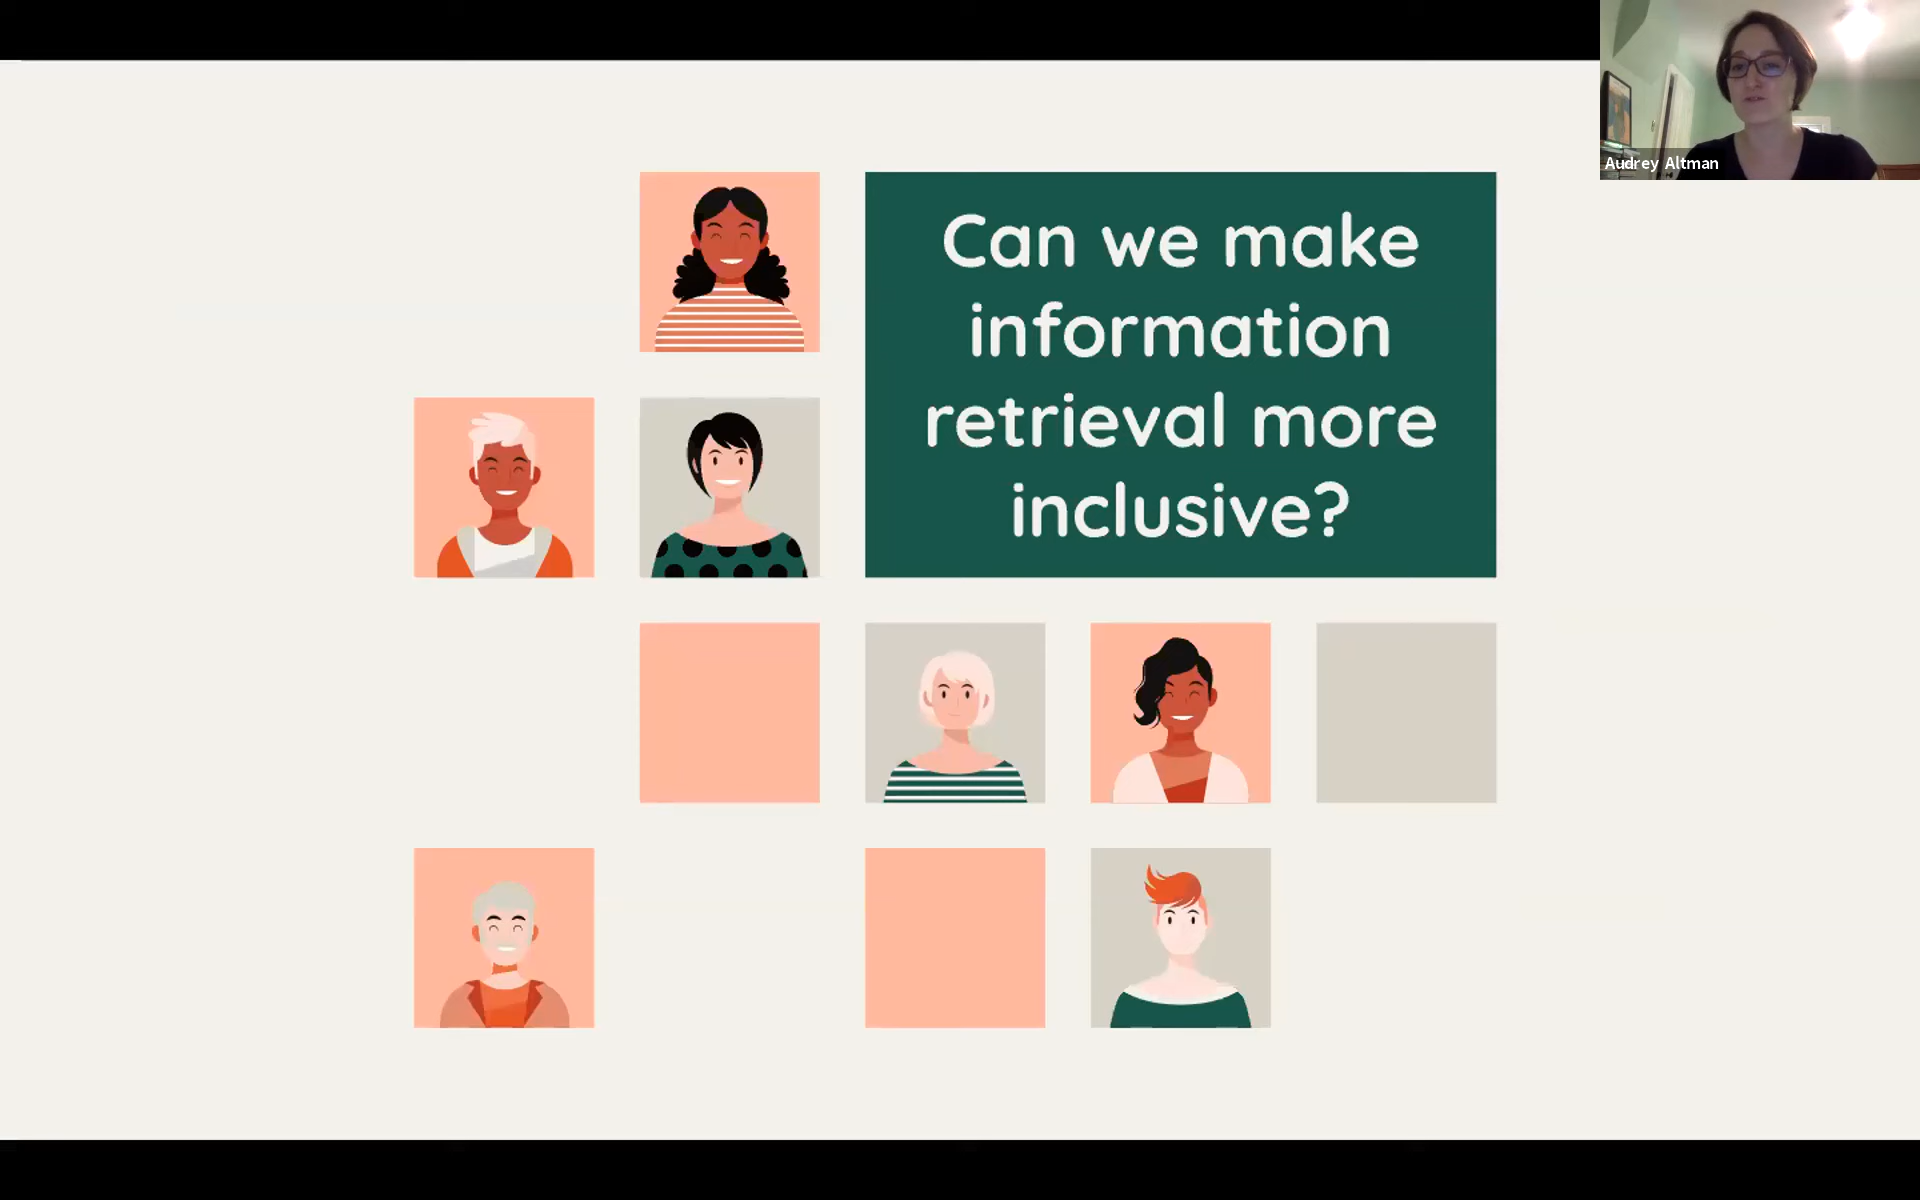 Can we make
information
retrieval more
inclusive?
Audrey Altman